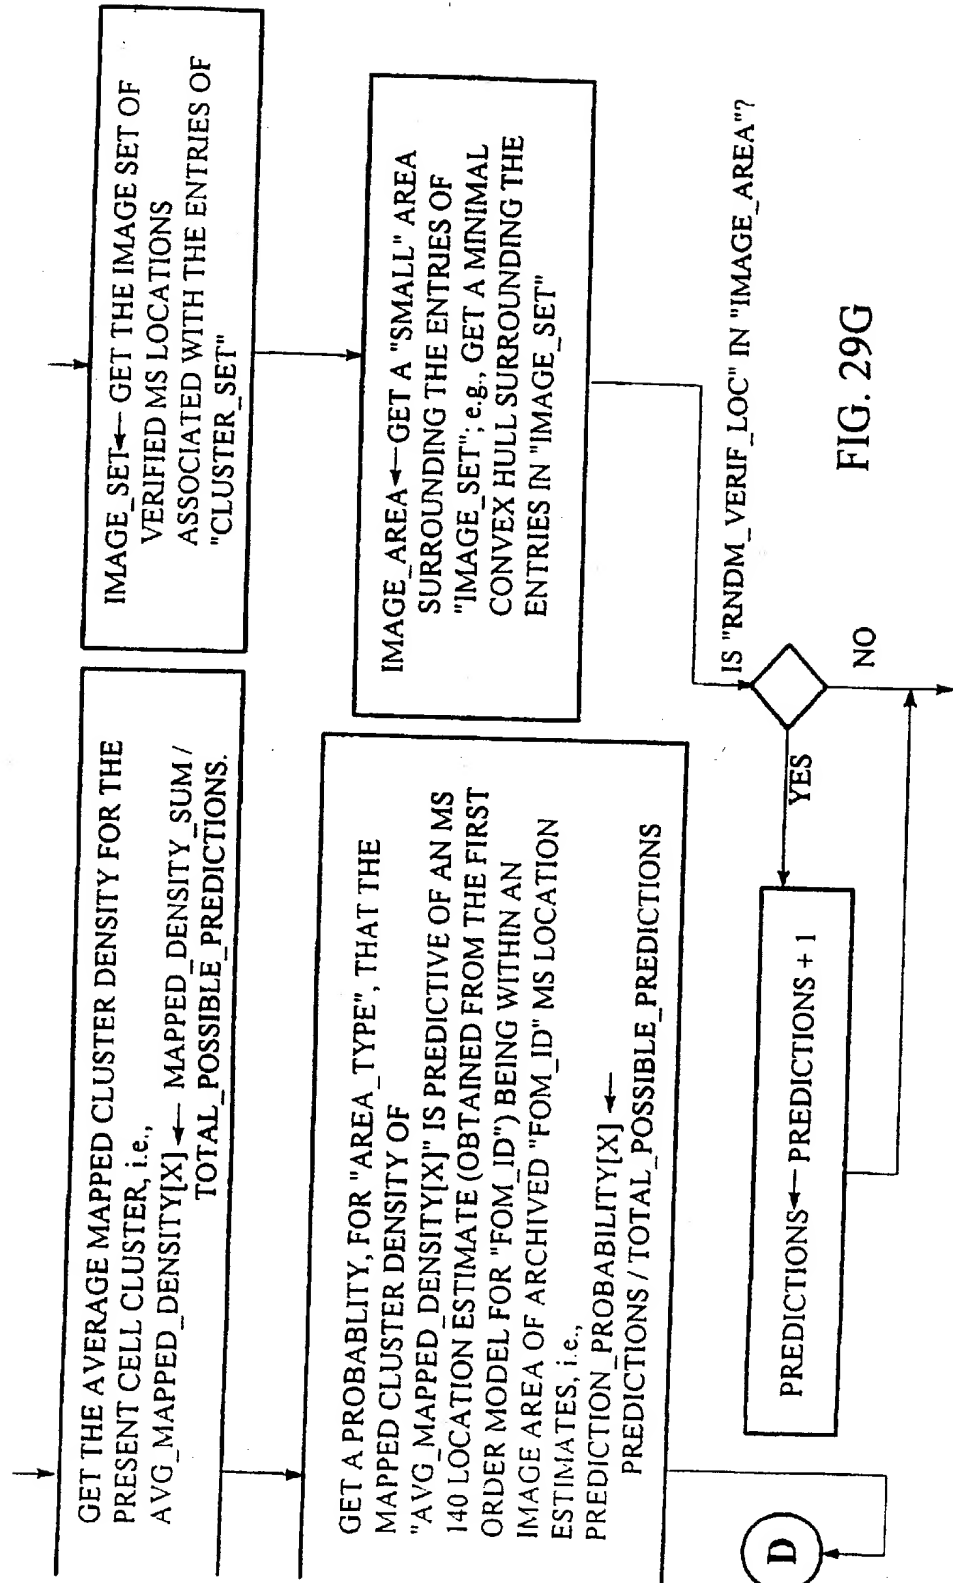 GET THE AVERAGE MAPPED CLUSTER DENSITY FOR THE
PRESENT CELL CLUSTER, i.e.,
AVG_MAPPED_DENSITY[X] ← MAPPED_DENSITY_SUM /
TOTAL_POSSIBLE_PREDICTIONS.
GET A PROBABLITY, FOR "AREA_TYPE", THAT THE
MAPPED CLUSTER DENSITY OF
"AVG_MAPPED_DENSITY[X]" IS PREDICTIVE OF AN MS
140 LOCATION ESTIMATE (OBTAINED FROM THE FIRST
ORDER MODEL FOR "FOM_ID") BEING WITHIN AN
IMAGE AREA OF ARCHIVED "FOM_ID" MS LOCATION
ESTIMATES, i.e.,
PREDICTION_PROBABILITY[X] ←
PREDICTIONS / TOTAL_POSSIBLE_PREDICTIONS
D
IMAGE_SET ← GET THE IMAGE SET OF
VERIFIED MS LOCATIONS
ASSOCIATED WITH THE ENTRIES OF
"CLUSTER_SET"
IMAGE_AREA ← GET A "SMALL" AREA
SURROUNDING THE ENTRIES OF
"IMAGE_SET"; e.g., GET A MINIMAL
CONVEX HULL SURROUNDING THE
ENTRIES IN "IMAGE_SET"
IS "RNDM_VERIF_LOC" IN "IMAGE_AREA"?
YES
NO
PREDICTIONS ← PREDICTIONS + 1
FIG. 29G